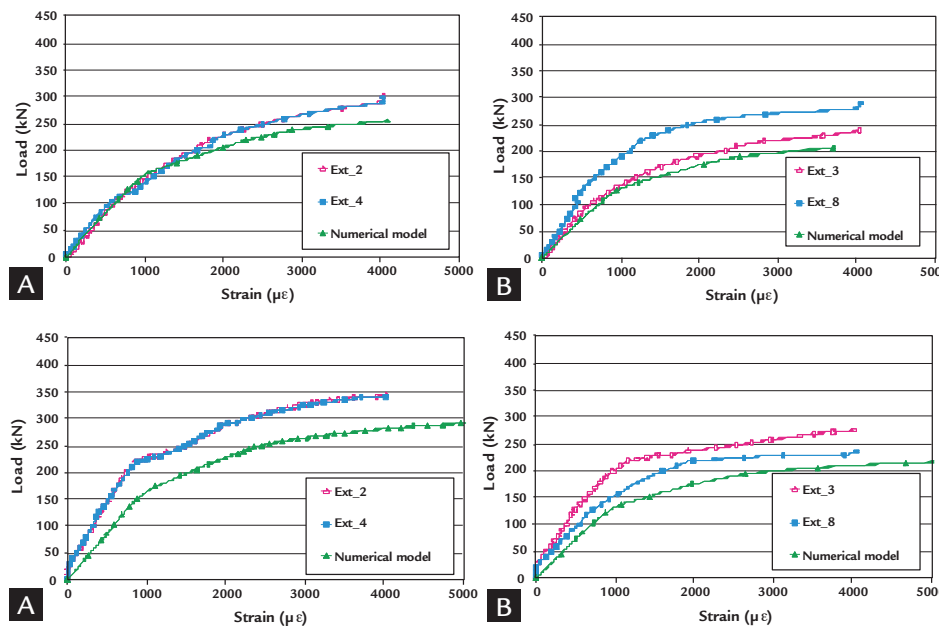 450
400
350
300
250
200
150
100
50
0
Load (kN)
0 1000 2000 3000 4000 5000
Strain (με)
Ext_2
Ext_4
Numerical model
A
450
400
350
300
250
200
150
100
50
0
Load (kN)
0 1000 2000 3000 4000 500
Strain (με)
Ext_3
Ext_8
Numerical model
B
450
400
350
300
250
200
150
100
50
0
Load (kN)
0 1000 2000 3000 4000 5000
Strain (με)
Ext_2
Ext_4
Numerical model
A
450
400
350
300
250
200
150
100
50
0
Load (kN)
0 1000 2000 3000 4000 500
Strain (με)
Ext_3
Ext_8
Numerical model
B